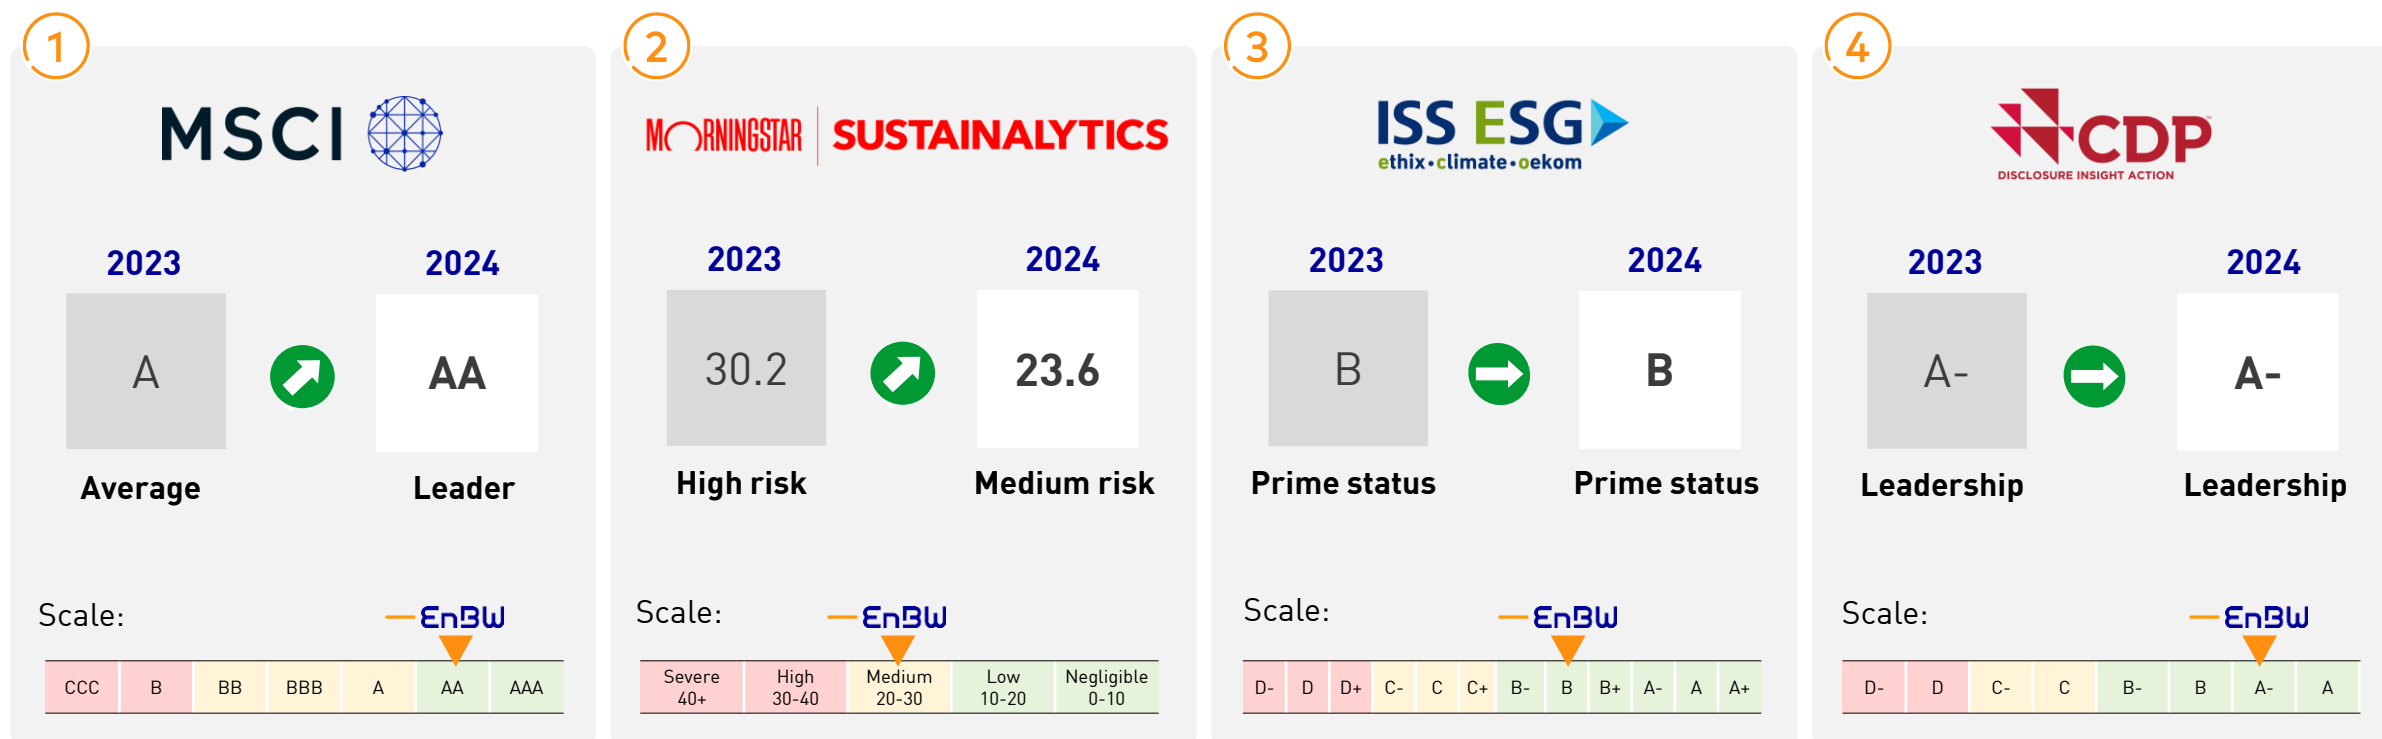 1
MSCI
2023 2024
A AA
Average Leader
Scale:
EnBW
CCC B BB BBB A AA AAA
2
MORNINGSTAR | SUSTAINALYTICS
2023 2024
30.2 23.6
High risk Medium risk
Scale:
EnBW
Severe High Medium Low Negligible
40+ 30-40 20-30 10-20 0-10
3
ISS ESG
ethix•climate•oekom
2023 2024
B B
Prime status Prime status
Scale:
EnBW
D- D D+ C- C C+ B- B B+ A- A A+
4
CDP™
DISCLOSURE INSIGHT ACTION
2023 2024
A- A-
Leadership Leadership
Scale:
EnBW
D- D C- C B- B A- A